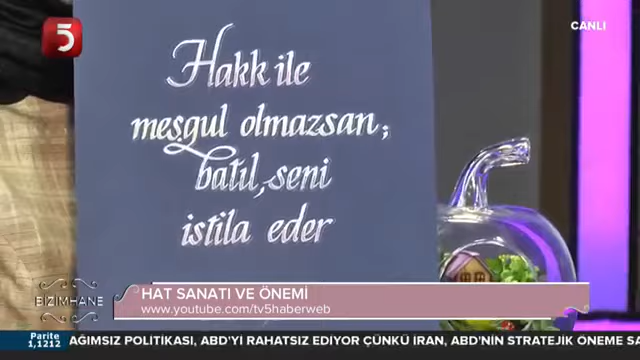 5
CANLI
Hakk ile
meşgul olmazsan;
batıl, seni
istila eder
BİZİMHANE
HAT SANATI VE ÖNEMİ
www.youtube.com/tv5haberweb
Parite
1,1212
AĞIMSIZ POLİTİKASI, ABD'Yİ RAHATSIZ EDİYOR ÇÜNKÜ İRAN, ABD'NİN STRATEJİK ÖNEME SA